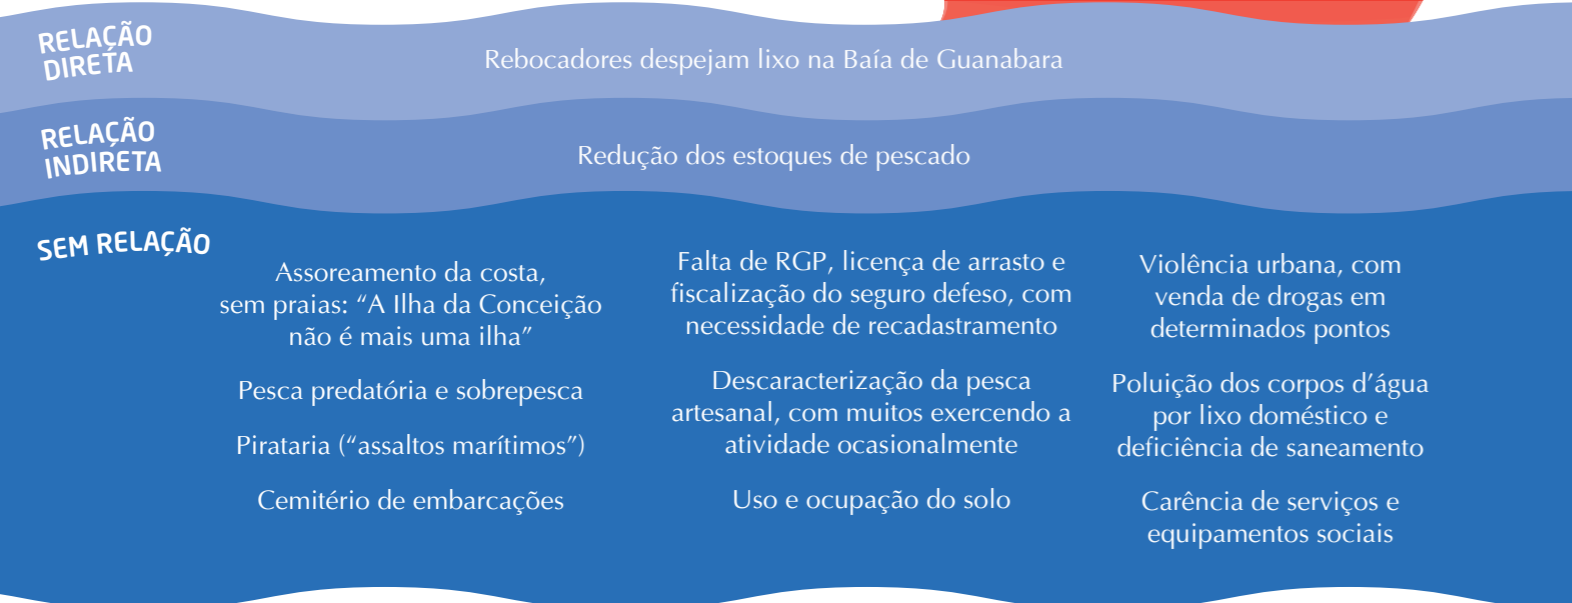 RELAÇÃO
DIRETA
Rebocadores despejam lixo na Baía de Guanabara
RELAÇÃO
INDIRETA
Redução dos estoques de pescado
SEM RELAÇÃO
Assoreamento da costa,
sem praias: “A Ilha da Conceição
não é mais uma ilha”
Pesca predatória e sobrepesca
Pirataria (“assaltos marítimos”)
Cemitério de embarcações
Falta de RGP, licença de arrasto e
fiscalização do seguro defeso, com
necessidade de recadastramento
Descaracterização da pesca
artesanal, com muitos exercendo a
atividade ocasionalmente
Uso e ocupação do solo
Violência urbana, com
venda de drogas em
determinados pontos
Poluição dos corpos d’água
por lixo doméstico e
deficiência de saneamento
Carência de serviços e
equipamentos sociais